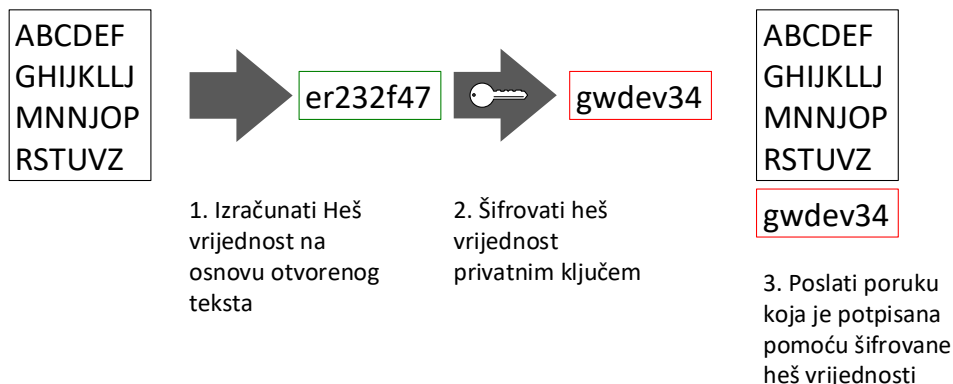 ABCDEF
GHIJKLLJ
MNNJOP
RSTUVZ
er232f47
gwdev34
1. Izračunati Heš
vrijednost na
osnovu otvorenog
teksta
2. Šifrovati heš
vrijednost
privatnim ključem
ABCDEF
GHIJKLLJ
MNNJOP
RSTUVZ
gwdev34
3. Poslati poruku
koja je potpisana
pomoću šifrovane
heš vrijednosti